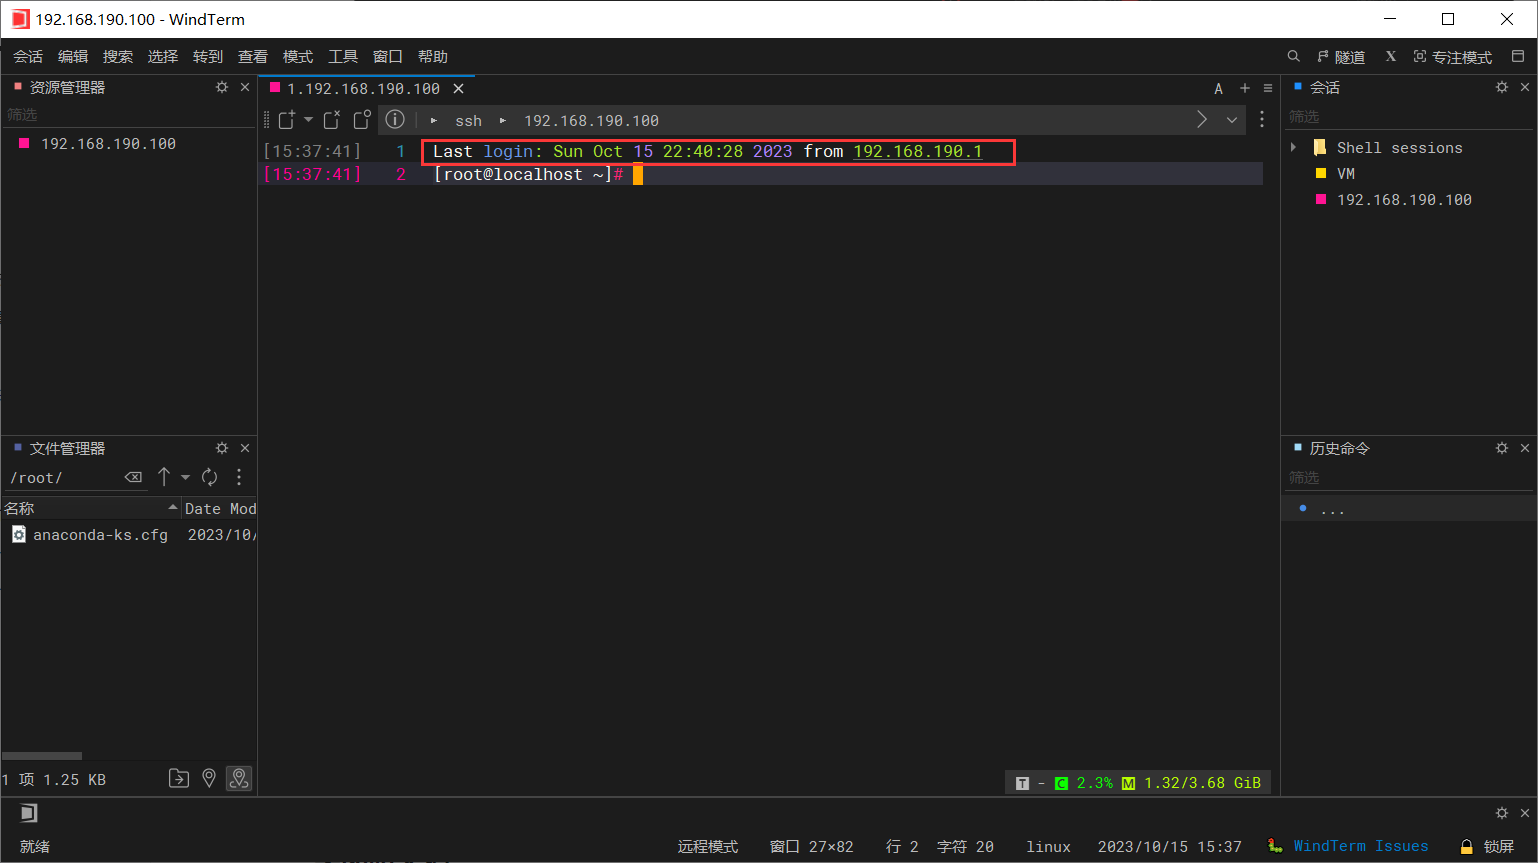 192.168.190.100 - WindTerm
会话 编辑 搜索 选择 转到 查看 模式 工具 窗口 帮助 隧道 X 专注模式
资源管理器
筛选
192.168.190.100
文件管理器
/root/
名称 Date Mod
anaconda-ks.cfg 2023/10/
1 项 1.25 KB
1.192.168.190.100 A
ssh 192.168.190.100
[15:37:41] 1 Last login: Sun Oct 15 22:40:28 2023 from 192.168.190.1
[15:37:41] 2 [root@localhost ~]#
T - C 2.3% M 1.32/3.68 GiB
会话
筛选
Shell sessions
VM
192.168.190.100
历史命令
筛选
...
就绪 远程模式 窗口 27×82 行 2 字符 20 linux 2023/10/15 15:37 WindTerm Issues 锁屏